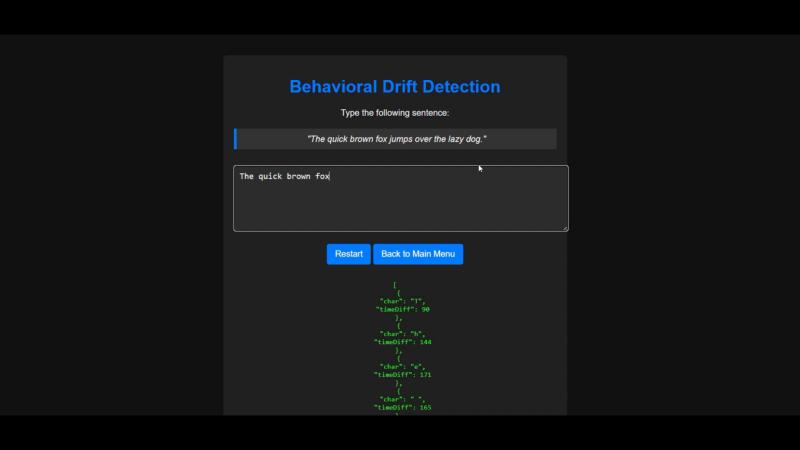 Behavioral Drift Detection
Type the following sentence:
"The quick brown fox jumps over the lazy dog."
The quick brown fox
Restart
Back to Main Menu
[
{
"char": "T",
"timeDiff": 90
},
{
"char": "h",
"timeDiff": 144
},
{
"char": "e",
"timeDiff": 171
},
{
"char": " ",
"timeDiff": 165